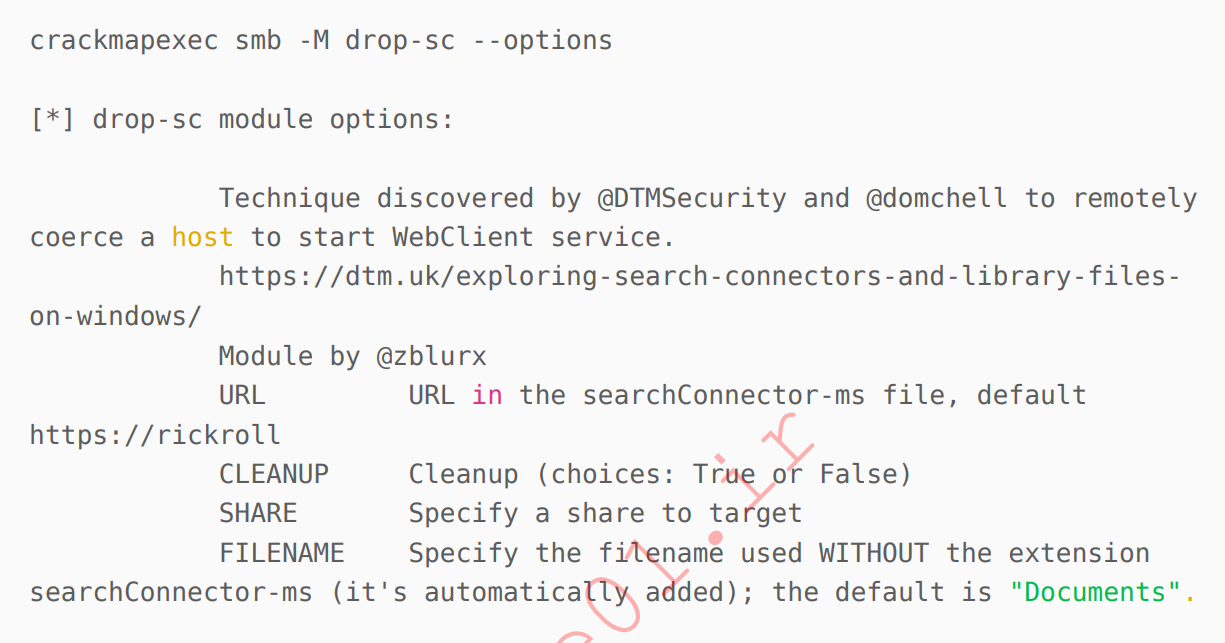 crackmapexec smb -M drop-sc --options
[*] drop-sc module options:
Technique discovered by @DTMSecurity and @domchell to remotely
coerce a host to start WebClient service.
https://dtm.uk/exploring-search-connectors-and-library-files-
on-windows/
Module by @zblurx
URL URL in the searchConnector-ms file, default
https://rickroll
CLEANUP Cleanup (choices: True or False)
SHARE Specify a share to target
FILENAME Specify the filename used WITHOUT the extension
searchConnector-ms (it's automatically added); the default is "Documents".